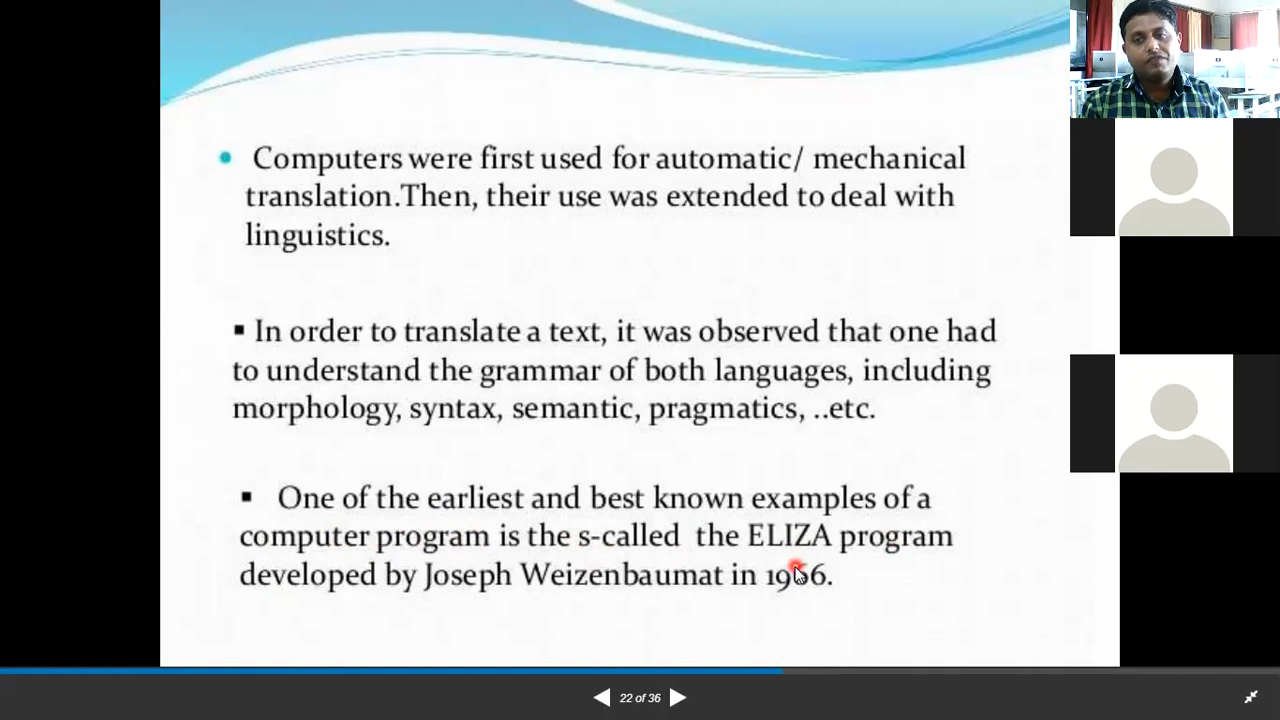 • Computers were first used for automatic/ mechanical
translation.Then, their use was extended to deal with
linguistics.
▪ In order to translate a text, it was observed that one had
to understand the grammar of both languages, including
morphology, syntax, semantic, pragmatics, ..etc.
▪ One of the earliest and best known examples of a
computer program is the s-called the ELIZA program
developed by Joseph Weizenbaumat in 1966.
22 of 36